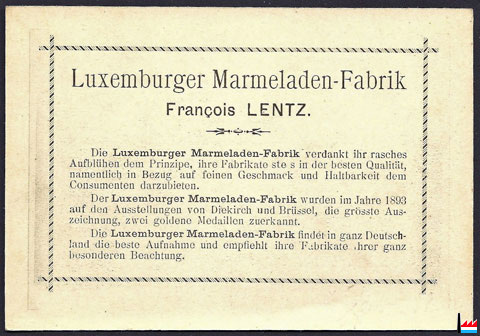 Luxemburger Marmeladen-Fabrik
François LENTZ.
Die Luxemburger Marmeladen-Fabrik verdankt ihr rasches
Aufblühen dem Prinzipe, ihre Fabrikate ste s in der besten Qualität,
namentlich in Bezug auf feinen Geschmack und Haltbarkeit dem
Consumenten darzubieten.
Der Luxemburger Marmeladen-Fabrik wurden im Jahre 1893
auf den Ausstellungen von Diekirch und Brüssel, die grösste Aus-
zeichnung, zwei goldene Medaillen zuerkannt.
Die Luxemburger Marmeladen-Fabrik findet in ganz Deutsch-
land die beste Aufnahme und empfiehlt ihre Fabrikate ihrer ganz
besonderen Beachtung.